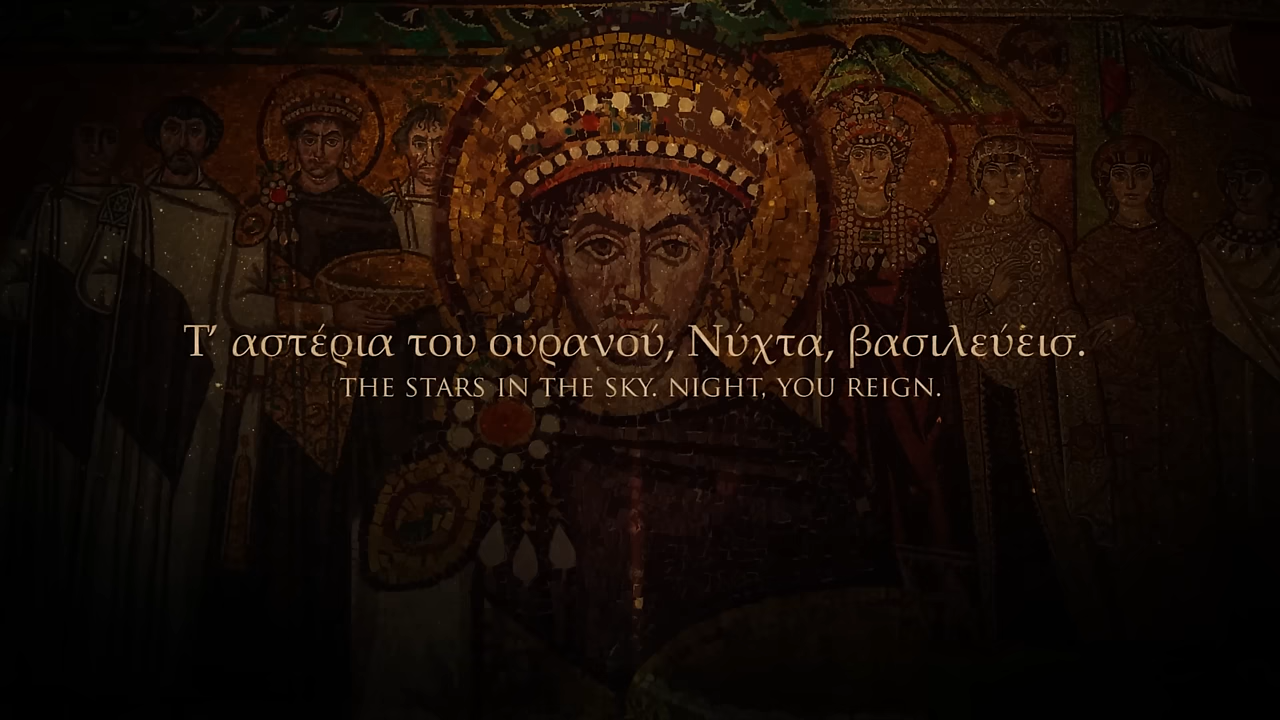 Τ' αστέρια του ουρανού, Νύχτα, βασιλεύεισ.
THE STARS IN THE SKY. NIGHT, YOU REIGN.